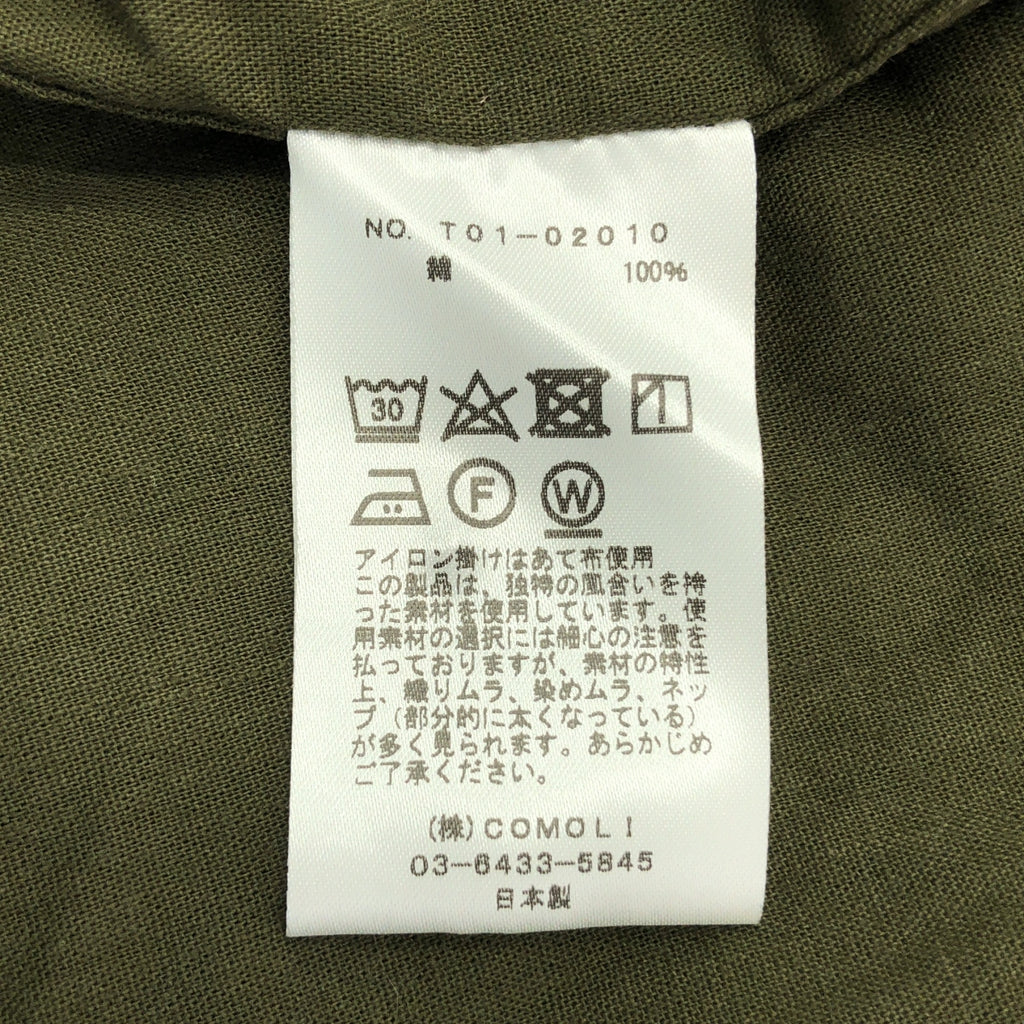 NO. T01-02010
綿 100%
30
F W
アイロン掛けはあて布使用
この製品は、独特の風合いを持
った素材を使用しています。使
用素材の選択には細心の注意を
払っておりますが、素材の特性
上、織りムラ、染めムラ、ネッ
プ(部分的に太くなっている)
が多く見られます。あらかじめ
ご了承ください。
(株)COMOLI
03-6433-5845
日本製